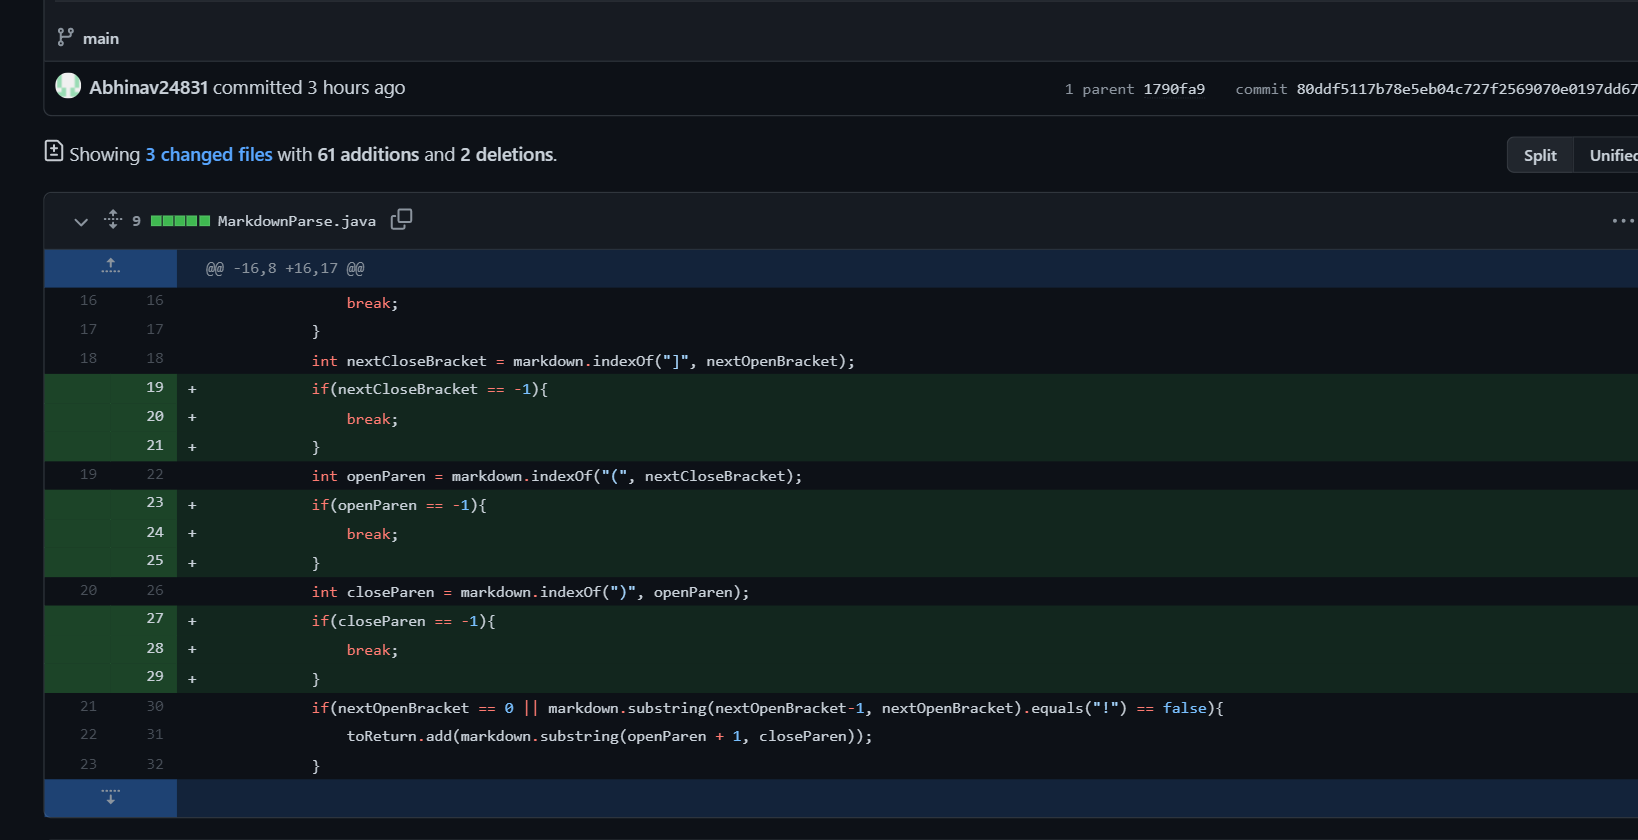 main
Abhinav24831 committed 3 hours ago 1 parent 1790fa9 commit 80ddf5117b78e5eb04c727f2569070e0197dd67
Showing 3 changed files with 61 additions and 2 deletions. Split Unified
9 MarkdownParse.java
@@ -16,8 +16,17 @@
16 16 break;
17 17 }
18 18 int nextCloseBracket = markdown.indexOf("]", nextOpenBracket);
19 + if(nextCloseBracket == -1){
20 + break;
21 + }
19 22 int openParen = markdown.indexOf("(", nextCloseBracket);
23 + if(openParen == -1){
24 + break;
25 + }
20 26 int closeParen = markdown.indexOf(")", openParen);
27 + if(closeParen == -1){
28 + break;
29 + }
21 30 if(nextOpenBracket == 0 || markdown.substring(nextOpenBracket-1, nextOpenBracket).equals("!") == false){
22 31 toReturn.add(markdown.substring(openParen + 1, closeParen));
23 32 }